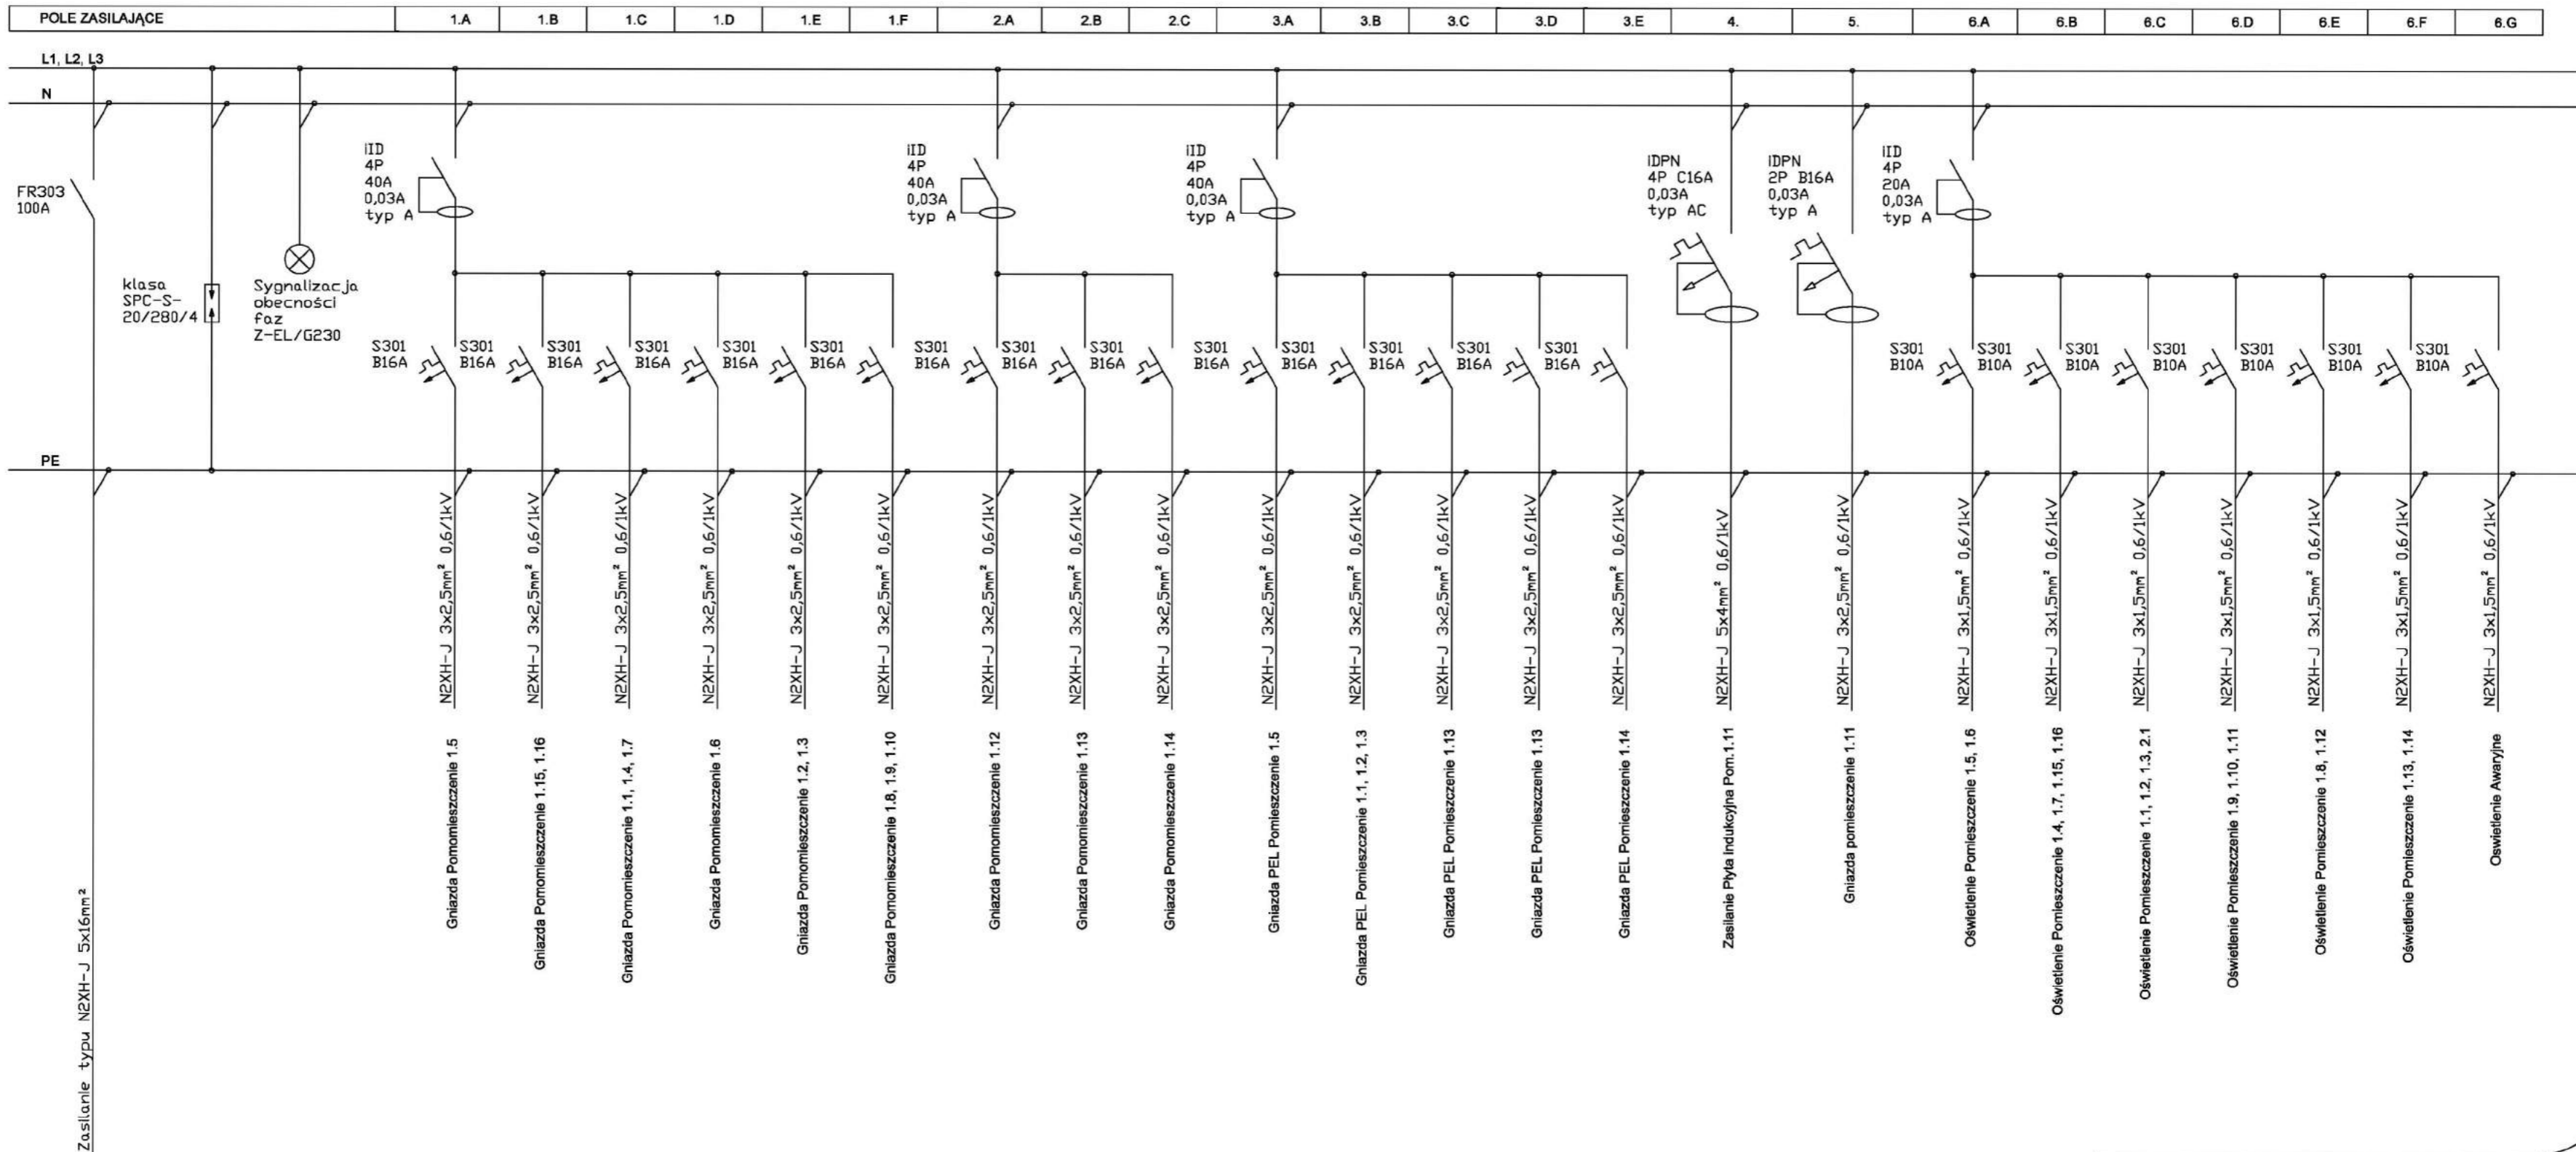 POLE ZASILAJĄCE 1.A 1.B 1.C 1.D 1.E 1.F 2.A 2.B 2.C 3.A 3.B 3.C 3.D 3.E 4. 5. 6.A 6.B 6.C 6.D 6.E 6.F 6.G
L1, L2, L3
N
FR303
100A
klasa
SPC-S-
20/280/4
Sygnalizacja
obecności
faz
Z-EL/G230
iID
4P
40A
0,03A
typ A
iID
4P
40A
0,03A
typ A
iID
4P
40A
0,03A
typ A
iDPN
4P C16A
0,03A
typ AC
iDPN
2P B16A
0,03A
typ A
iID
4P
20A
0,03A
typ A
S301
B16A
S301
B16A
S301
B16A
S301
B16A
S301
B16A
S301
B16A
S301
B16A
S301
B16A
S301
B16A
S301
B16A
S301
B16A
S301
B16A
S301
B16A
S301
B16A
S301
B10A
S301
B10A
S301
B10A
S301
B10A
S301
B10A
S301
B10A
S301
B10A
PE
Zasilanie typu N2XH-J 5x16mm²
N2XH-J 3x2,5mm² 0,6/1kV
N2XH-J 3x2,5mm² 0,6/1kV
N2XH-J 3x2,5mm² 0,6/1kV
N2XH-J 3x2,5mm² 0,6/1kV
N2XH-J 3x2,5mm² 0,6/1kV
N2XH-J 3x2,5mm² 0,6/1kV
N2XH-J 3x2,5mm² 0,6/1kV
N2XH-J 3x2,5mm² 0,6/1kV
N2XH-J 3x2,5mm² 0,6/1kV
N2XH-J 3x2,5mm² 0,6/1kV
N2XH-J 3x2,5mm² 0,6/1kV
N2XH-J 3x2,5mm² 0,6/1kV
N2XH-J 3x2,5mm² 0,6/1kV
N2XH-J 3x2,5mm² 0,6/1kV
N2XH-J 5x4mm² 0,6/1kV
N2XH-J 3x2,5mm² 0,6/1kV
N2XH-J 3x1,5mm² 0,6/1kV
N2XH-J 3x1,5mm² 0,6/1kV
N2XH-J 3x1,5mm² 0,6/1kV
N2XH-J 3x1,5mm² 0,6/1kV
N2XH-J 3x1,5mm² 0,6/1kV
N2XH-J 3x1,5mm² 0,6/1kV
N2XH-J 3x1,5mm² 0,6/1kV
Gniazda Pomomieszczenie 1.5
Gniazda Pomomieszczenie 1.15, 1.16
Gniazda Pomomieszczenie 1.1, 1.4, 1.7
Gniazda Pomomieszczenie 1.6
Gniazda Pomomieszczenie 1.2, 1.3
Gniazda Pomomieszczenie 1.8, 1.9, 1.10
Gniazda Pomomieszczenie 1.12
Gniazda Pomomieszczenie 1.13
Gniazda Pomomieszczenie 1.14
Gniazda PEL Pomieszczenie 1.5
Gniazda PEL Pomieszczenie 1.1, 1.2, 1.3
Gniazda PEL Pomieszczenie 1.13
Gniazda PEL Pomieszczenie 1.13
Gniazda PEL Pomieszczenie 1.14
Zasilanie Płyta Indukcyjna Pom.1.11
Gniazda pomieszczenie 1.11
Oświetlenie Pomieszczenie 1.5, 1.6
Oświetlenie Pomieszczenie 1.4, 1.7, 1.15, 1.16
Oświetlenie Pomieszczenie 1.1, 1.2, 1.3, 2.1
Oświetlenie Pomieszczenie 1.9, 1.10, 1.11
Oświetlenie Pomieszczenie 1.8, 1.12
Oświetlenie Pomieszczenie 1.13, 1.14
Oswietlenie Awaryjne